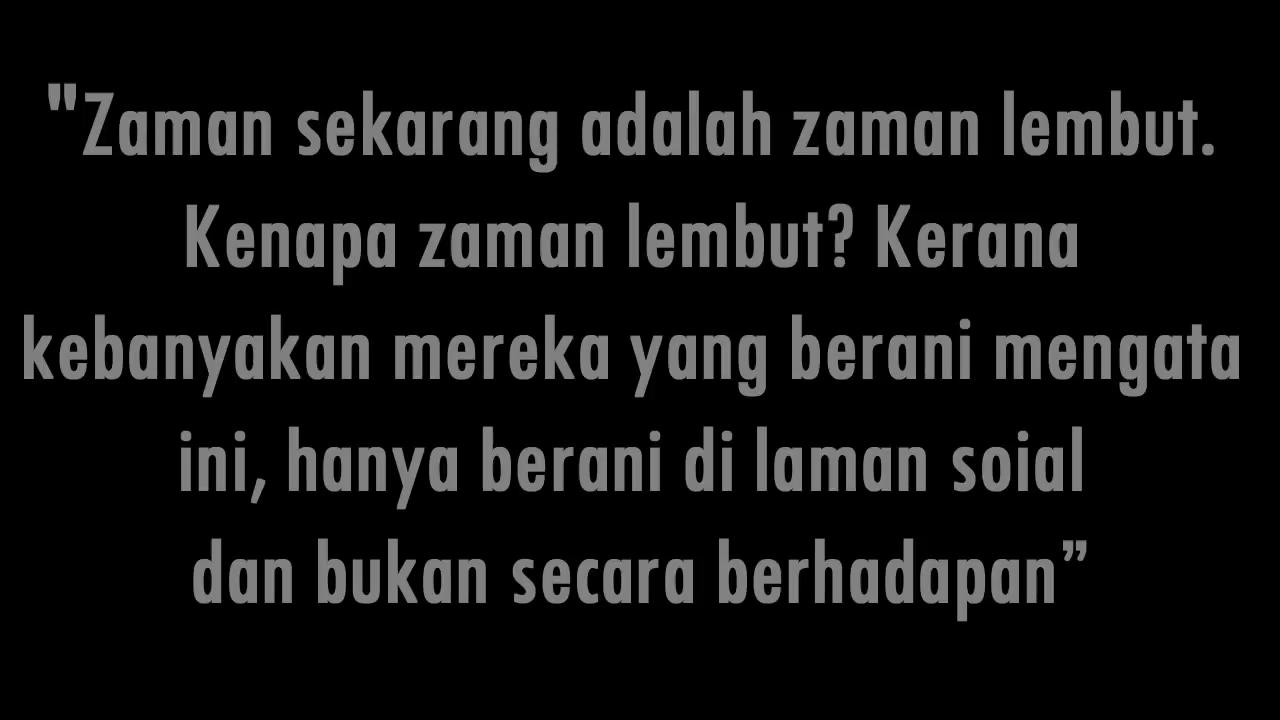 "Zaman sekarang adalah zaman lembut.
Kenapa zaman lembut? Kerana
kebanyakan mereka yang berani mengata
ini, hanya berani di laman soial
dan bukan secara berhadapan”